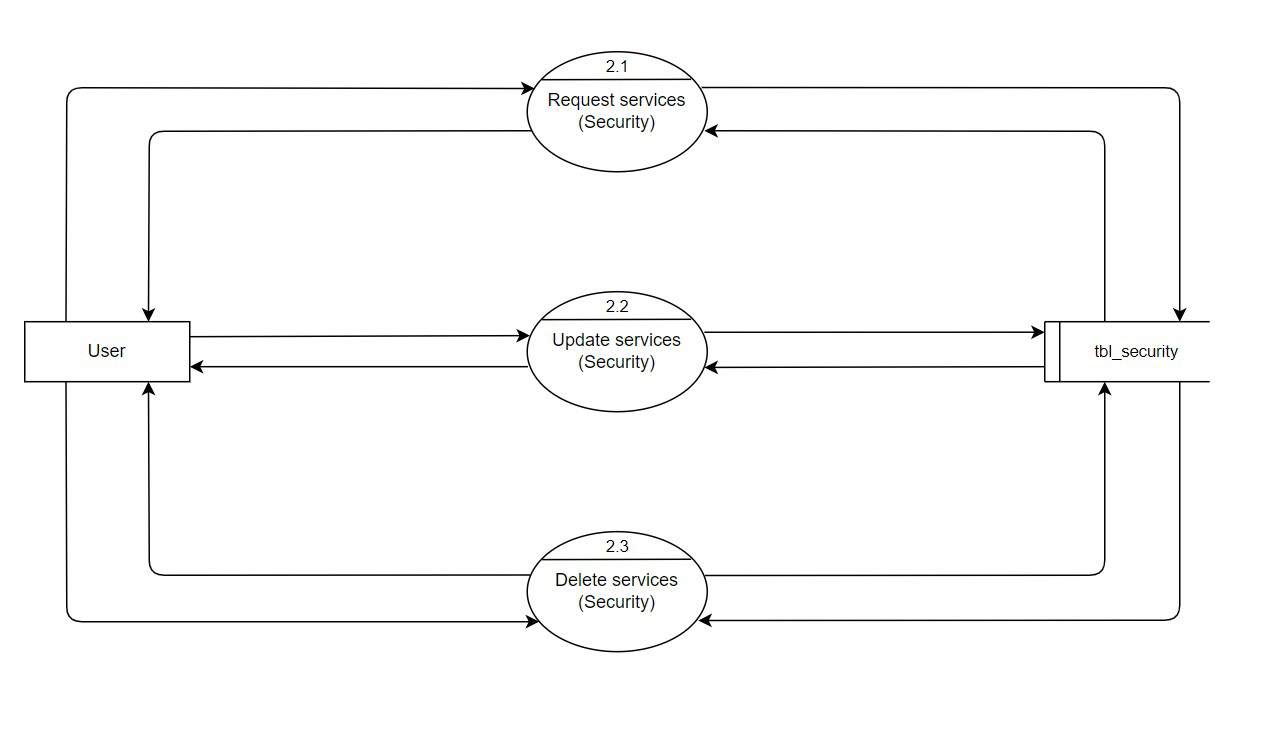 2.1
Request services
(Security)
2.2
Update services
(Security)
User
tbl_security
2.3
Delete services
(Security)